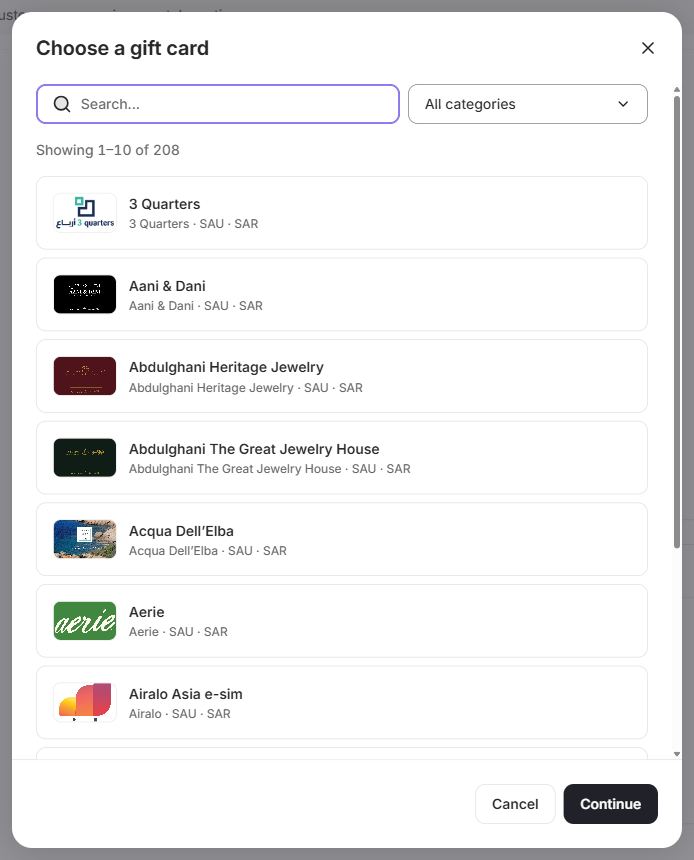 Choose a gift card
Search...
All categories
Showing 1–10 of 208
أرباع 3 quarters
3 Quarters
3 Quarters · SAU · SAR
Aani & Dani
Aani & Dani · SAU · SAR
Abdulghani Heritage Jewelry
Abdulghani Heritage Jewelry · SAU · SAR
Abdulghani The Great Jewelry House
Abdulghani The Great Jewelry House · SAU · SAR
Acqua Dell’Elba
Acqua Dell’Elba · SAU · SAR
aerie
Aerie
Aerie · SAU · SAR
Airalo Asia e-sim
Airalo · SAU · SAR
Cancel
Continue